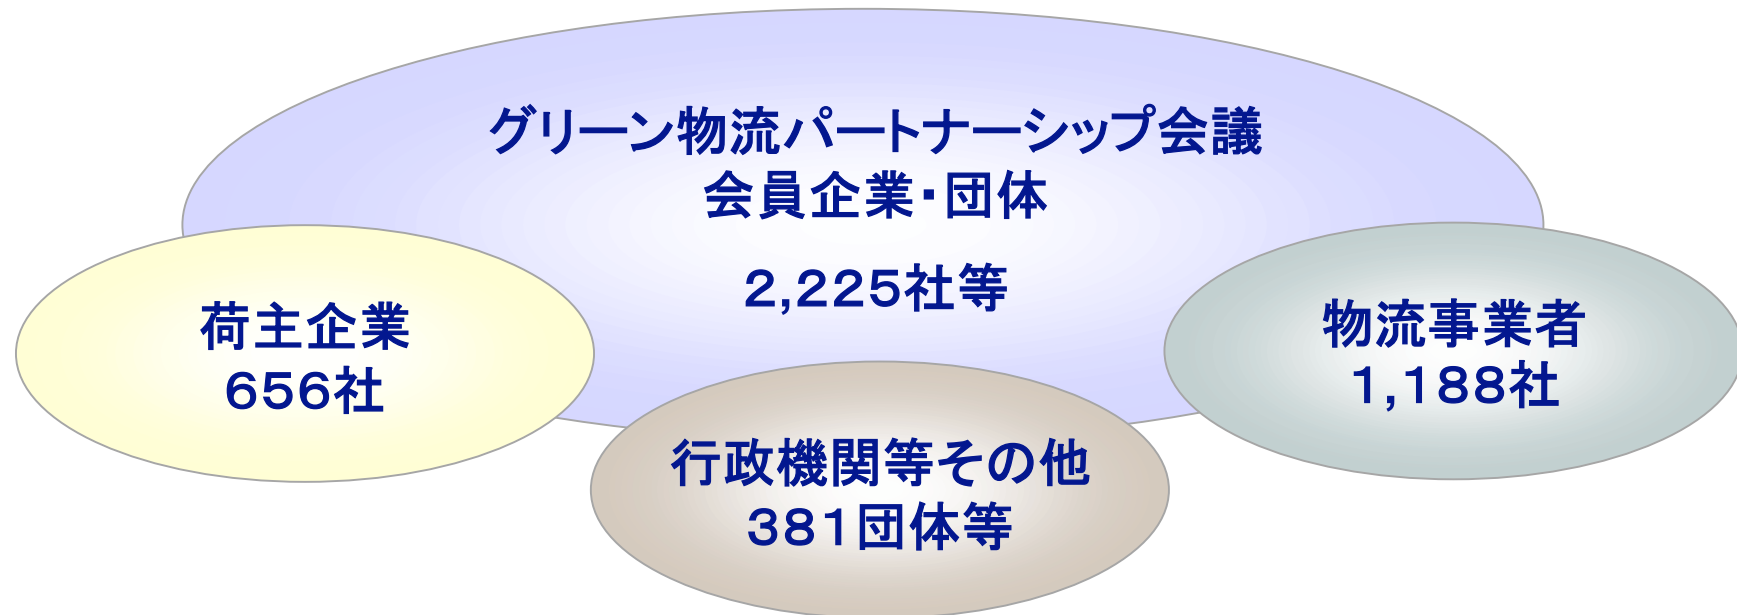 グリーン物流パートナーシップ会議
会員企業・団体
２,２２５社等
荷主企業
６５６社
物流事業者
１,１８８社
行政機関等その他
３８１団体等